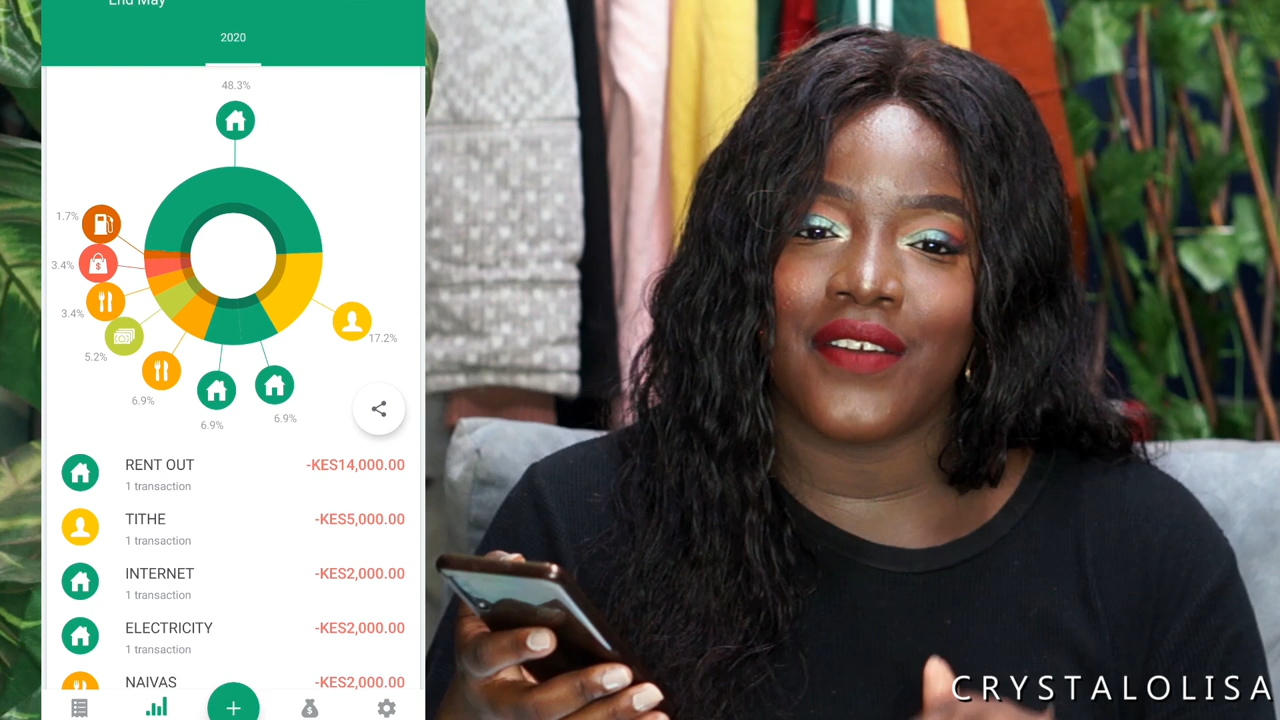 End May
2020
48.3%
1.7%
3.4%
3.4%
5.2%
6.9%
6.9%
6.9%
17.2%
RENT OUT -KES14,000.00
1 transaction
TITHE -KES5,000.00
1 transaction
INTERNET -KES2,000.00
1 transaction
ELECTRICITY -KES2,000.00
1 transaction
NAIVAS -KES2,000.00
CRYSTALOLISA